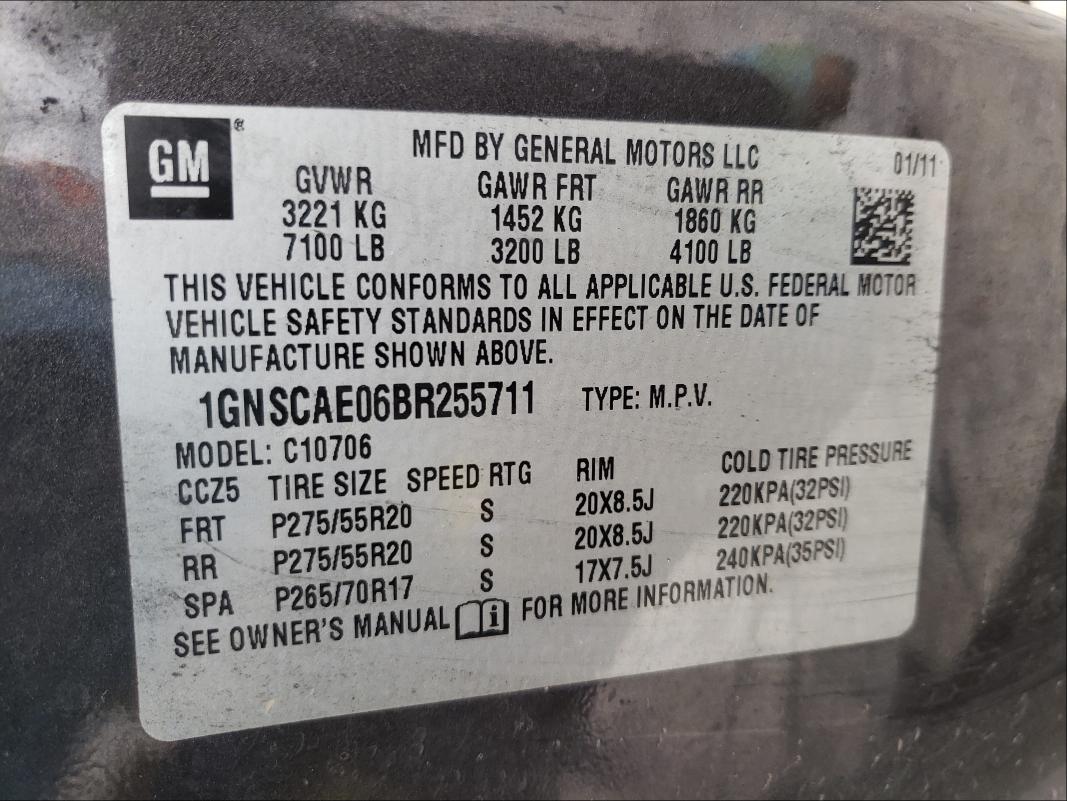 GM ®
MFD BY GENERAL MOTORS LLC 01/11
GVWR GAWR FRT GAWR RR
3221 KG 1452 KG 1860 KG
7100 LB 3200 LB 4100 LB
THIS VEHICLE CONFORMS TO ALL APPLICABLE U.S. FEDERAL MOTOR
VEHICLE SAFETY STANDARDS IN EFFECT ON THE DATE OF
MANUFACTURE SHOWN ABOVE.
1GNSCAE06BR255711 TYPE: M.P.V.
MODEL: C10706
CCZ5 TIRE SIZE SPEED RTG RIM COLD TIRE PRESSURE
FRT P275/55R20 S 20X8.5J 220KPA(32PSI)
RR P275/55R20 S 20X8.5J 220KPA(32PSI)
SPA P265/70R17 S 17X7.5J 240KPA(35PSI)
SEE OWNER'S MANUAL i FOR MORE INFORMATION.